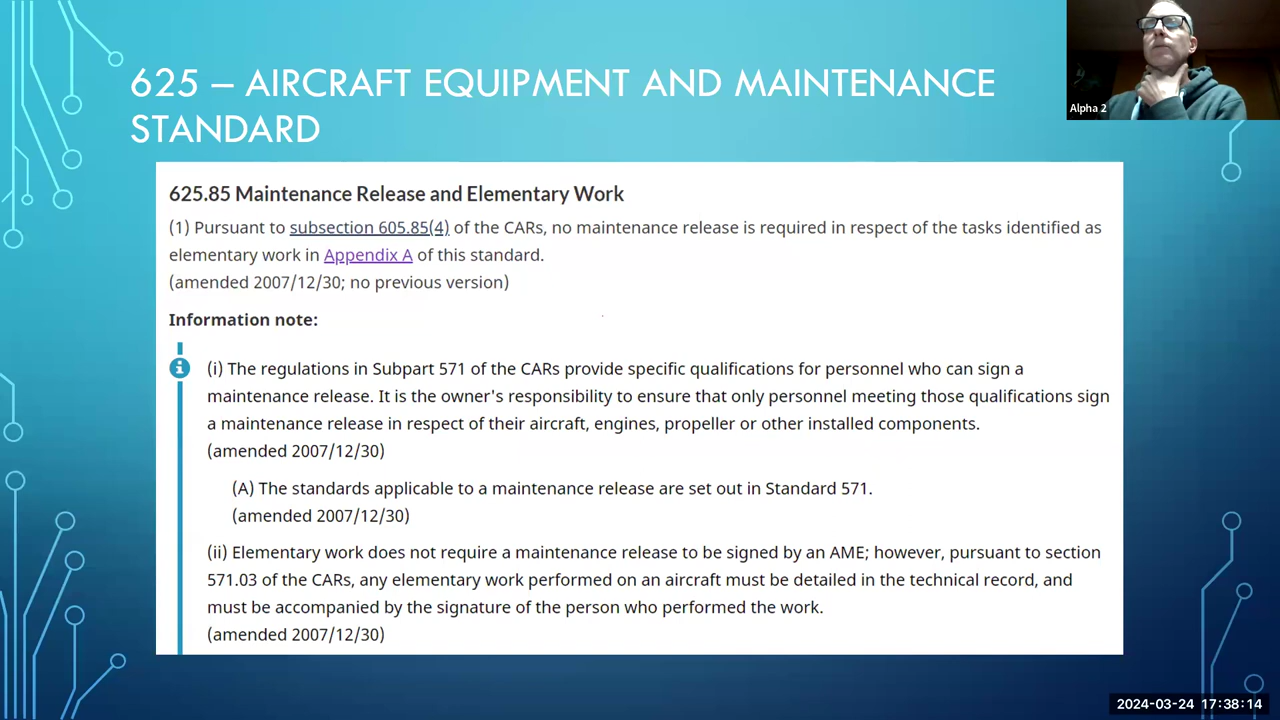 625 – AIRCRAFT EQUIPMENT AND MAINTENANCE
STANDARD
Alpha 2
625.85 Maintenance Release and Elementary Work
(1) Pursuant to subsection 605.85(4) of the CARs, no maintenance release is required in respect of the tasks identified as
elementary work in Appendix A of this standard.
(amended 2007/12/30; no previous version)
Information note:
(i) The regulations in Subpart 571 of the CARs provide specific qualifications for personnel who can sign a
maintenance release. It is the owner's responsibility to ensure that only personnel meeting those qualifications sign
a maintenance release in respect of their aircraft, engines, propeller or other installed components.
(amended 2007/12/30)
(A) The standards applicable to a maintenance release are set out in Standard 571.
(amended 2007/12/30)
(ii) Elementary work does not require a maintenance release to be signed by an AME; however, pursuant to section
571.03 of the CARs, any elementary work performed on an aircraft must be detailed in the technical record, and
must be accompanied by the signature of the person who performed the work.
(amended 2007/12/30)
2024-03-24 17:38:14